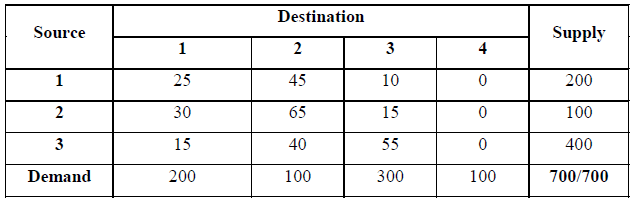 Source Destination Supply
1 2 3 4
1 25 45 10 0 200
2 30 65 15 0 100
3 15 40 55 0 400
Demand 200 100 300 100 700/700